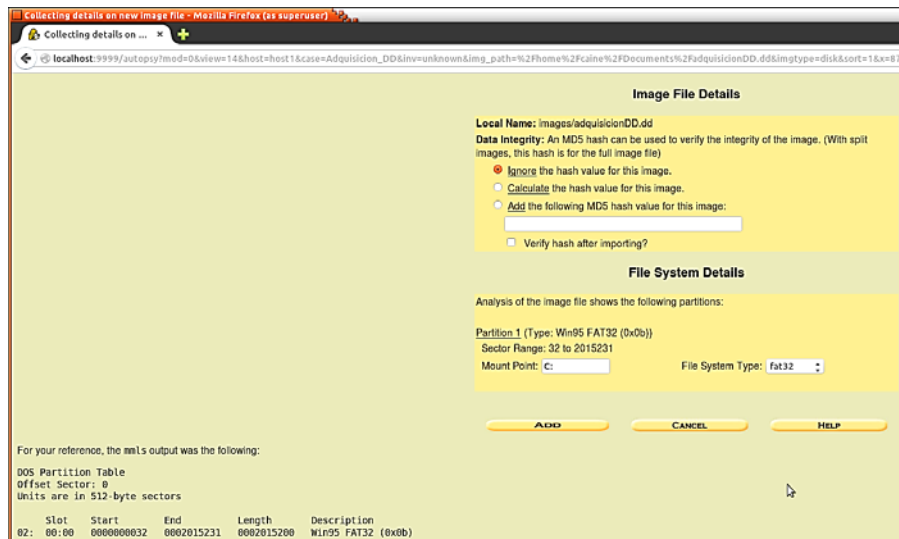 Collecting details on new image file - Mozilla Firefox (as superuser)
Collecting details on ... ×
localhost:9999/autopsy?mod=0&view=14&host=host1&case=Adquisicion_DD&inv=unknown&img_path=%2Fhome%2Fcaine%2FDocuments%2FadquisicionDD.dd&imgtype=disk&sort=1&x=87
Image File Details
Local Name: images/adquisicionDD.dd
Data Integrity: An MD5 hash can be used to verify the integrity of the image. (With split
images, this hash is for the full image file)
Ignore the hash value for this image.
Calculate the hash value for this image.
Add the following MD5 hash value for this image:
Verify hash after importing?
File System Details
Analysis of the image file shows the following partitions:
Partition 1 (Type: Win95 FAT32 (0x0b))
Sector Range: 32 to 2015231
Mount Point: C: File System Type: fat32
ADD CANCEL HELP
For your reference, the mmls output was the following:
DOS Partition Table
Offset Sector: 0
Units are in 512-byte sectors
Slot Start End Length Description
02: 00:00 0000000032 0002015231 0002015200 Win95 FAT32 (0x0b)